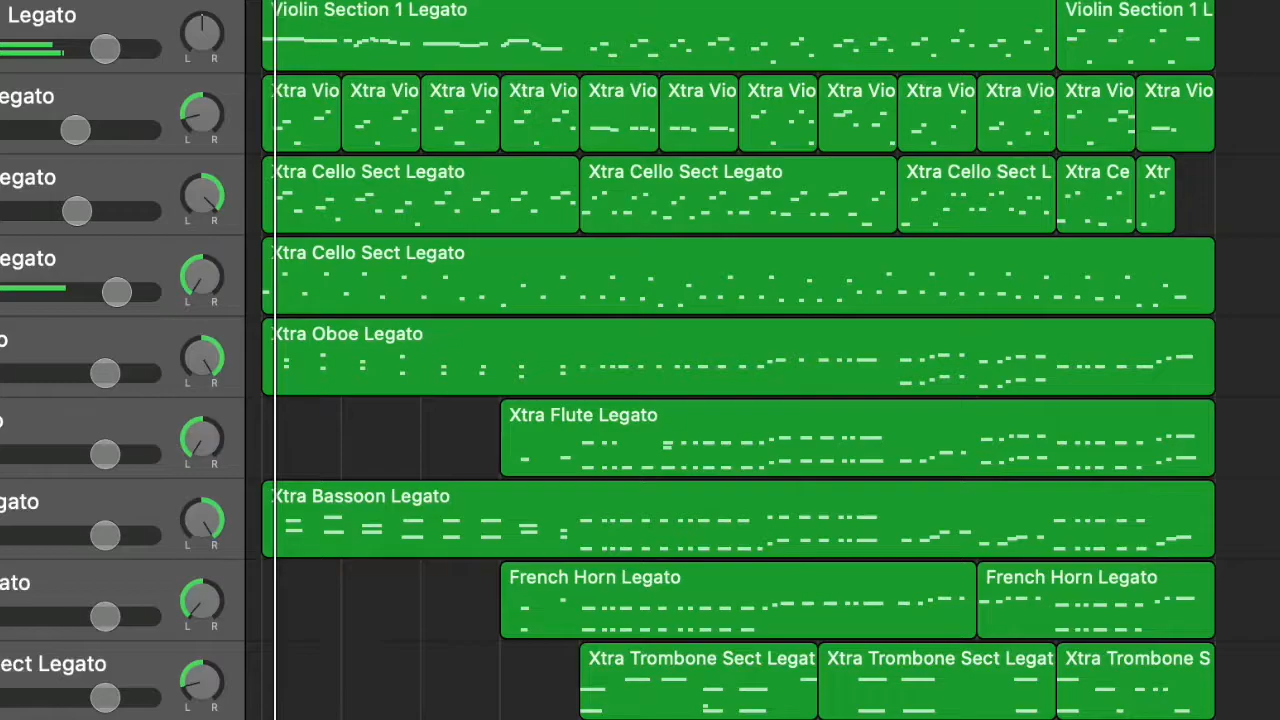 Legato
L R
Violin Section 1 Legato
Violin Section 1 L
egato
L R
Xtra Vio
Xtra Vio
Xtra Vio
Xtra Vio
Xtra Vio
Xtra Vio
Xtra Vio
Xtra Vio
Xtra Vio
Xtra Vio
Xtra Vio
Xtra Vio
egato
L R
Xtra Cello Sect Legato
Xtra Cello Sect Legato
Xtra Cello Sect L
Xtra Ce
Xtr
egato
L R
Xtra Cello Sect Legato
o
L R
Xtra Oboe Legato
o
L R
Xtra Flute Legato
gato
L R
Xtra Bassoon Legato
ato
L R
French Horn Legato
French Horn Legato
ect Legato
L R
Xtra Trombone Sect Legat
Xtra Trombone Sect Legat
Xtra Trombone S